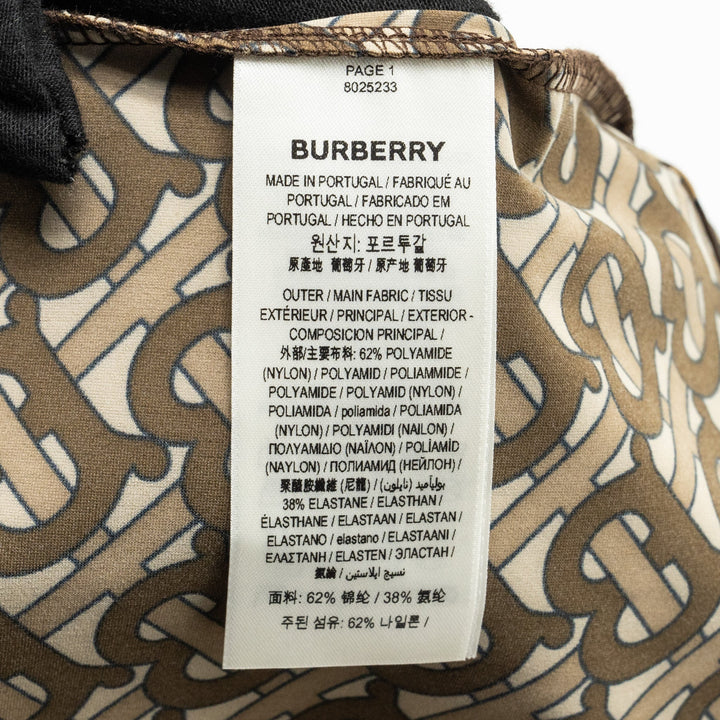 PAGE 1
8025233
BURBERRY
MADE IN PORTUGAL / FABRIQUÉ AU
PORTUGAL / FABRICADO EM
PORTUGAL / HECHO EN PORTUGAL
원산지: 포르투갈
原產地 葡萄牙 / 原产地 葡萄牙
OUTER / MAIN FABRIC / TISSU
EXTÉRIEUR / PRINCIPAL / EXTERIOR -
COMPOSICION PRINCIPAL /
外部/主要布料: 62% POLYAMIDE
(NYLON) / POLYAMID / POLIAMMIDE /
POLYAMIDE / POLYAMID (NYLON) /
POLIAMIDA / poliamida / POLIAMIDA
(NYLON) / POLYAMIDI (NAILON) /
ΠΟΛΥΑΜΙΔΙΟ (ΝΑΪΛΟΝ) / POLÍAMÍÐ
(NAYLON) / ПОЛИАМИД (НЕЙЛОН) /
聚醯胺纖維 (尼龍) / بولیأمید (نایلون) /
38% ELASTANE / ELASTHAN /
ÉLASTHANE / ELASTAAN / ELASTAN /
ELASTANO / elastano / ELASTAANI /
ΕΛΑΣΤΑΝΗ / ELASTEN / ЭЛАСТАН /
氨綸 / نسيج ايلاستين /
面料: 62% 锦纶 / 38% 氨纶
주된 섬유: 62% 나일론 /